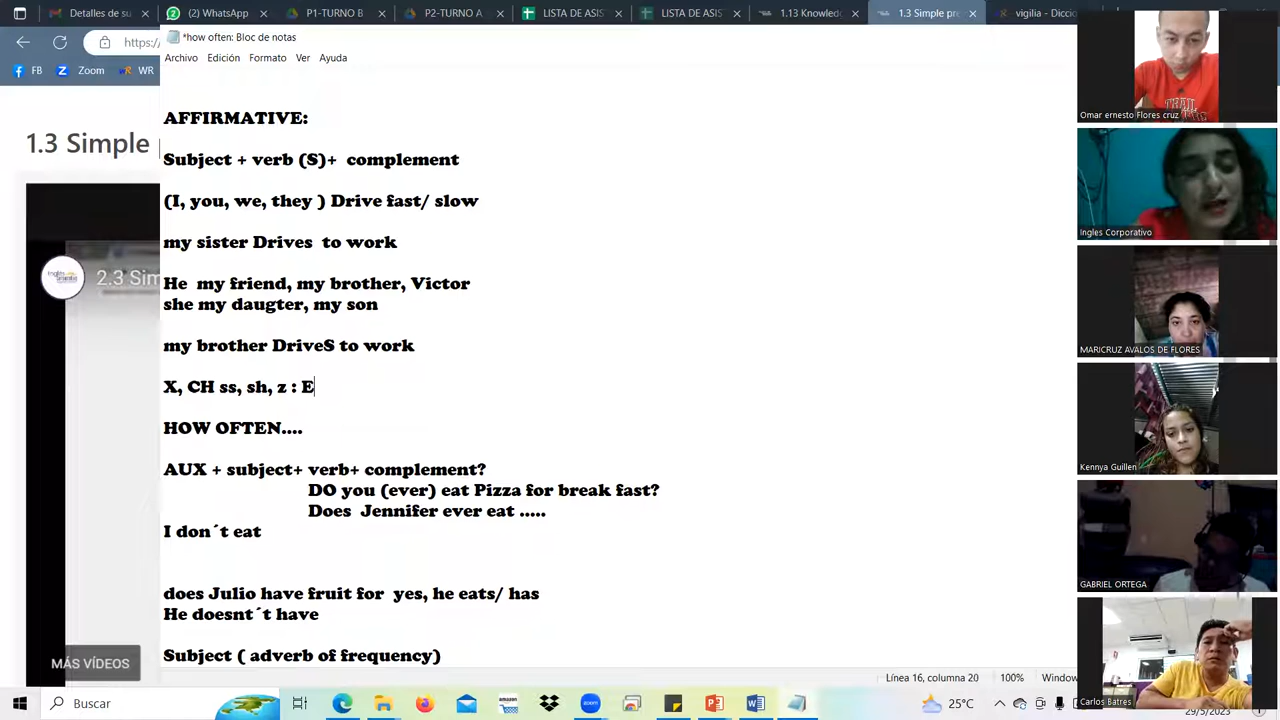 P1-TURNO B
P2-TURNO A
LISTA DE ASIS
LISTA DE ASIS
1.13 Knowled
1.3 Simple pre
vigilia - Diccio
https:/
*how often: Bloc de notas
Archivo Edición Formato Ver Ayuda
FB
Zoom
WR
1.3 Simple
2.3 Sim
AFFIRMATIVE:
Subject + verb (S)+ complement
(I, you, we, they ) Drive fast/ slow
my sister Drives to work
He my friend, my brother, Victor
she my daugter, my son
my brother DriveS to work
X, CH ss, sh, z : E
HOW OFTEN....
AUX + subject+ verb+ complement?
DO you (ever) eat Pizza for break fast?
Does Jennifer ever eat .....
I don´t eat
does Julio have fruit for yes, he eats/ has
He doesnt´t have
Subject ( adverb of frequency)
MÁS VÍDEOS
Línea 16, columna 20
100%
Window
Buscar
amazon
zoom
25°C
29/5/2023
TRAIL
Omar ernesto Flores cruz
Ingles Corporativo
MARICRUZ AVALOS DE FLORES
Kennya Guillen
GABRIEL ORTEGA
Carlos Batres